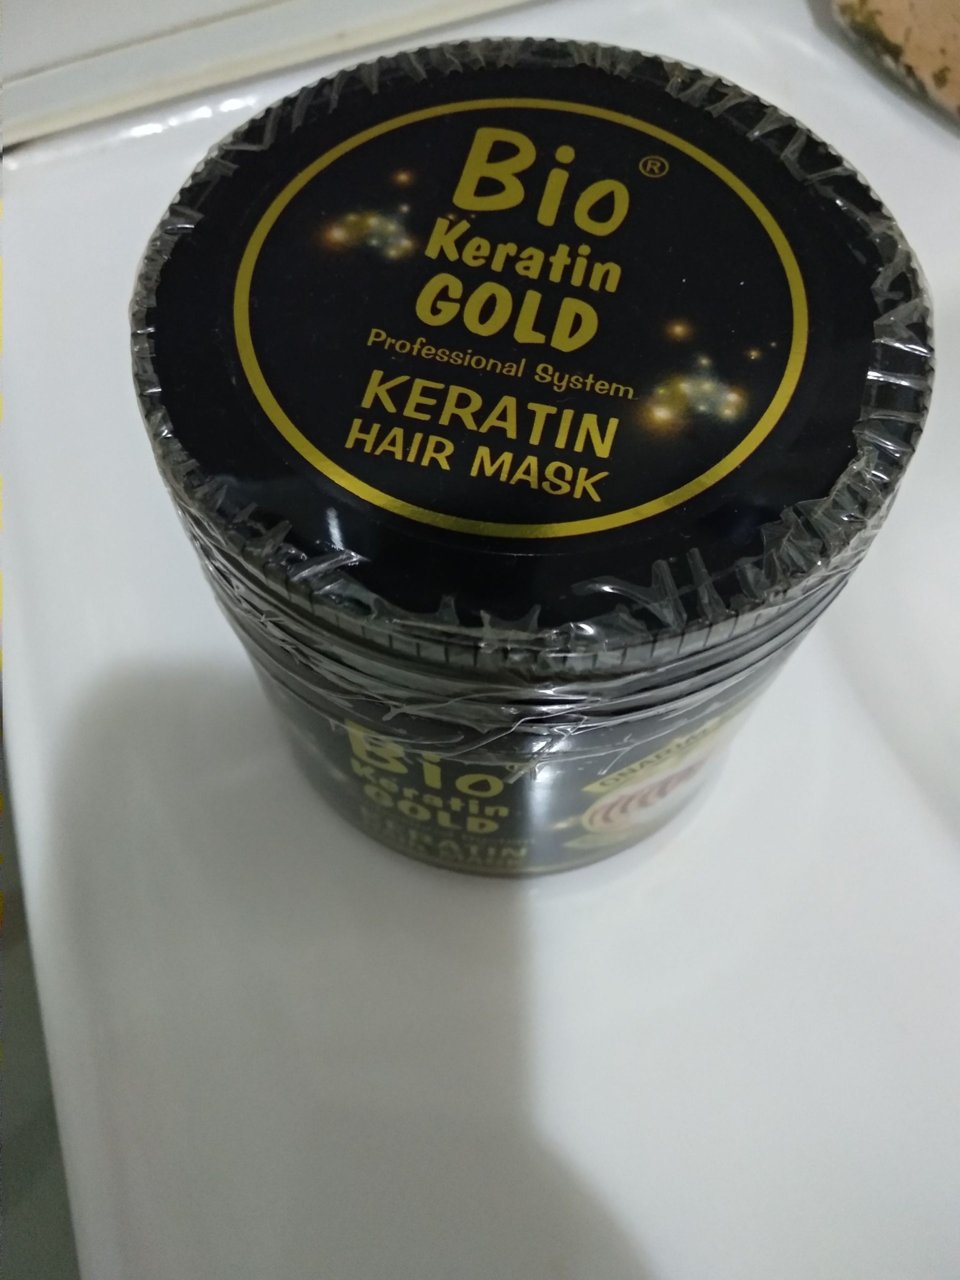 Bio®
Keratin
GOLD
Professional System
KERATIN
HAIR MASK
Bio
Keratin
GOLD
KERATIN